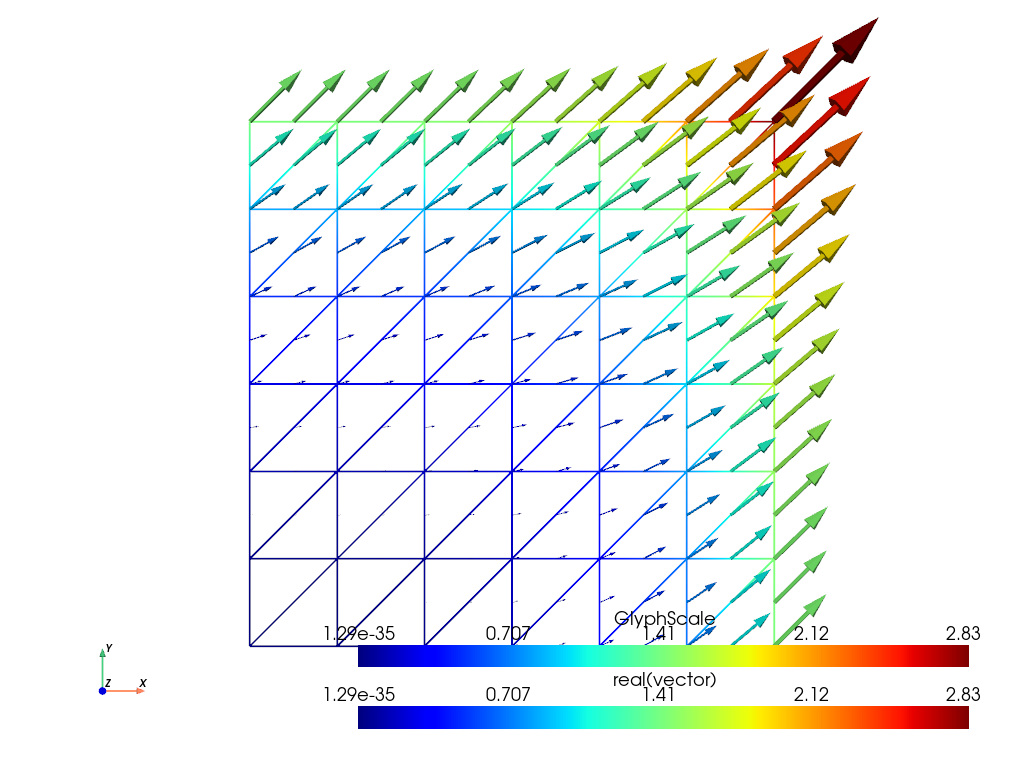 GlyphScale
1.29e-35 0.707 1.41 2.12 2.83
real(vector)
1.29e-35 0.707 1.41 2.12 2.83
Y
Z X